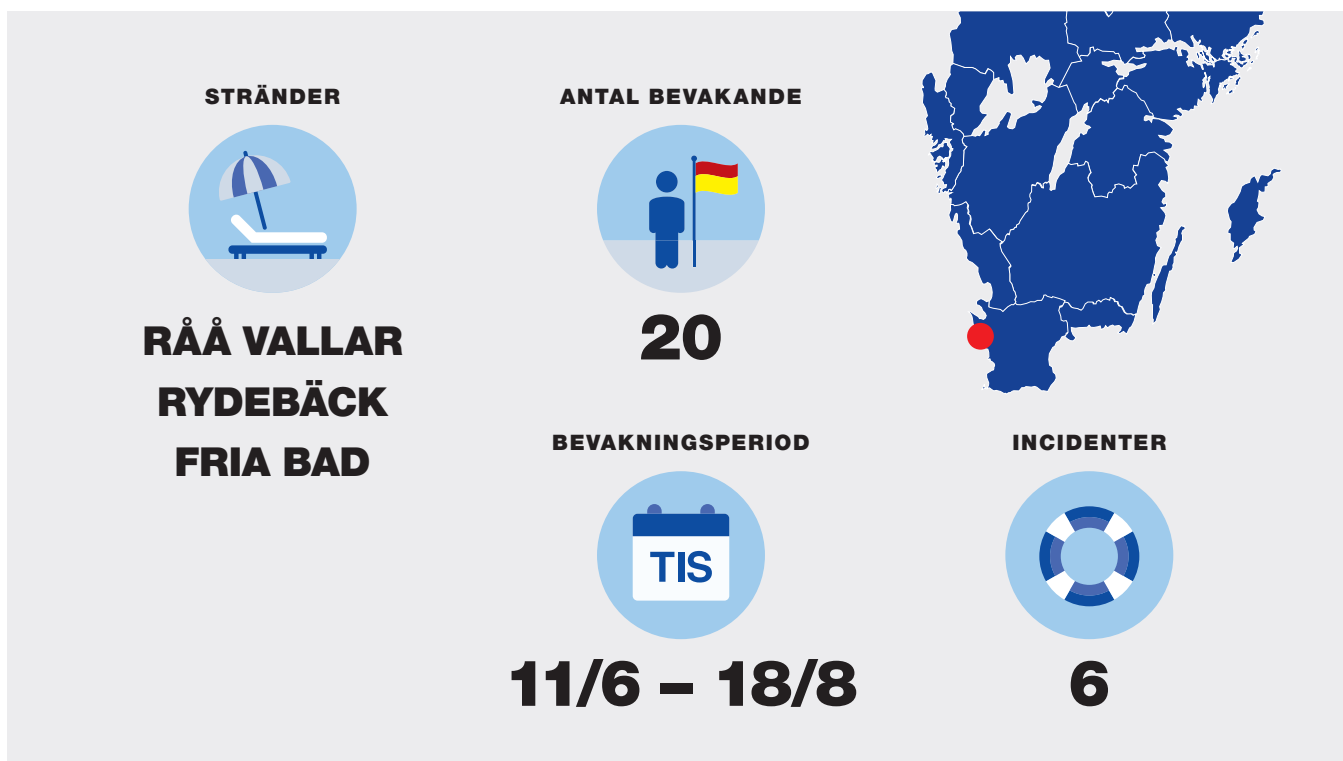 STRÄNDER
RÅÅ VALLAR
RYDEBÄCK
FRIA BAD
ANTAL BEVAKANDE
20
BEVAKNINGSPERIOD
TIS
11/6 – 18/8
INCIDENTER
6